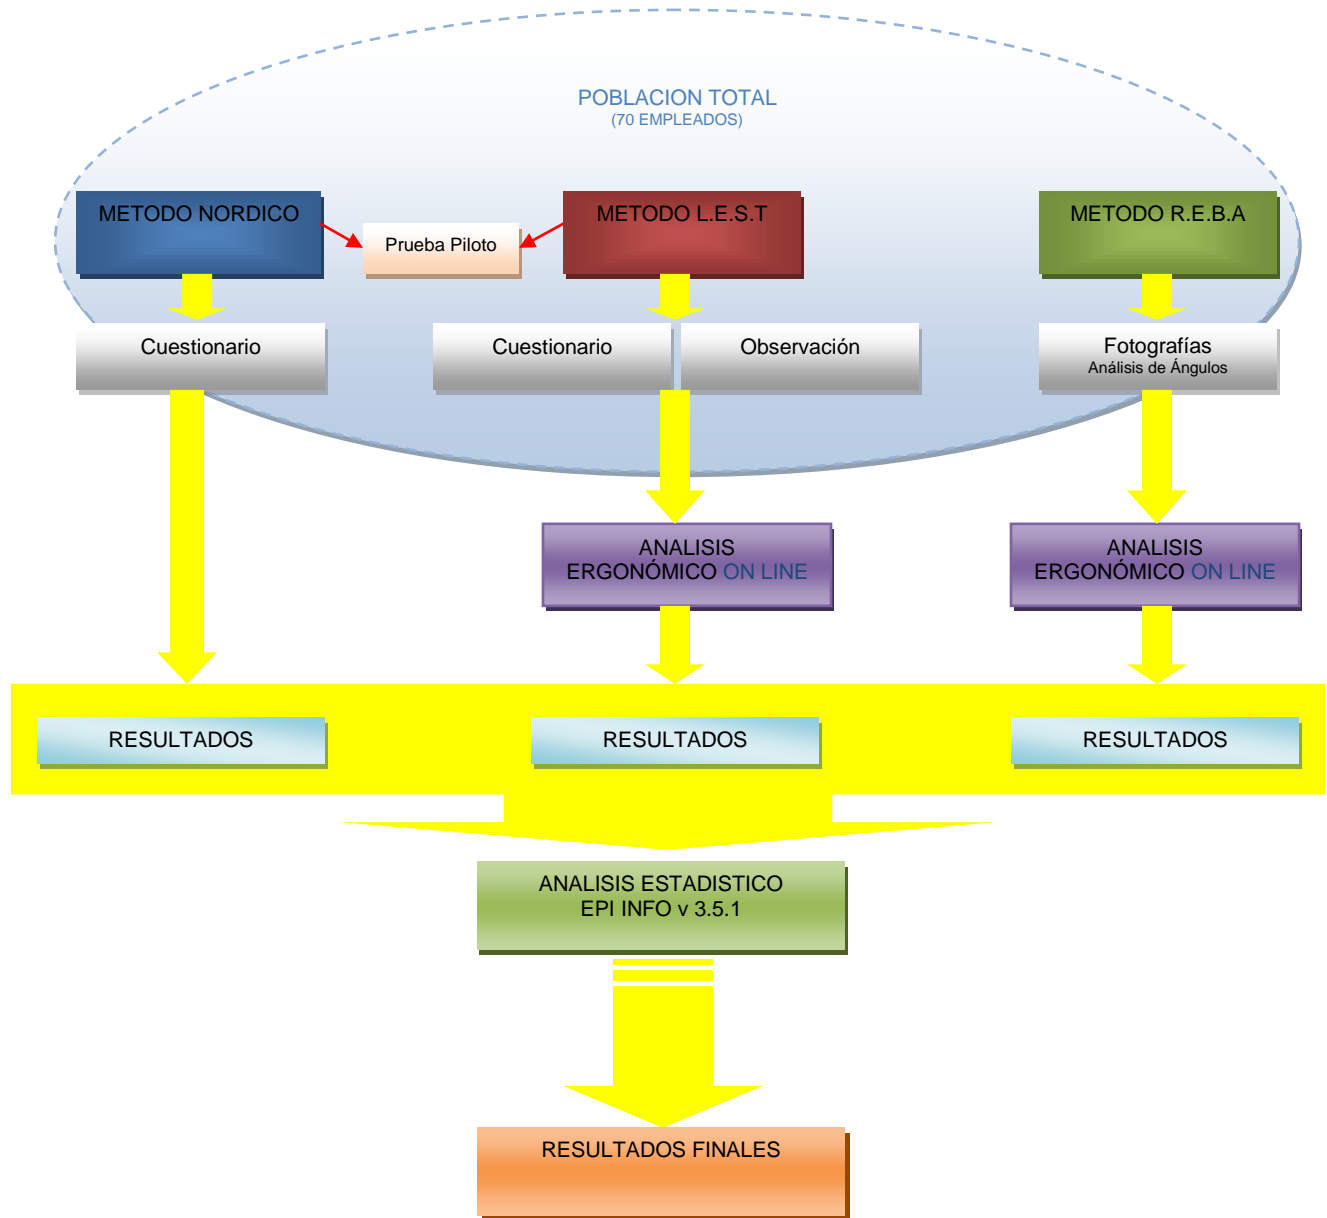 POBLACION TOTAL
(70 EMPLEADOS)
METODO NORDICO
Prueba Piloto
METODO L.E.S.T
METODO R.E.B.A
Cuestionario
Cuestionario
Observación
Fotografías
Análisis de Ángulos
ANALISIS
ERGONÓMICO ON LINE
ANALISIS
ERGONÓMICO ON LINE
RESULTADOS
RESULTADOS
RESULTADOS
ANALISIS ESTADISTICO
EPI INFO v 3.5.1
RESULTADOS FINALES